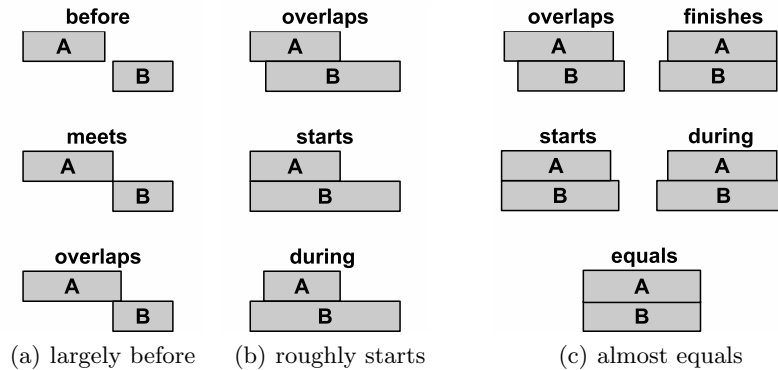 before
A
B
meets
A
B
overlaps
A
B
(a) largely before
overlaps
A
B
starts
A
B
during
A
B
(b) roughly starts
overlaps
A
B
finishes
A
B
starts
A
B
during
A
B
equals
A
B
(c) almost equals